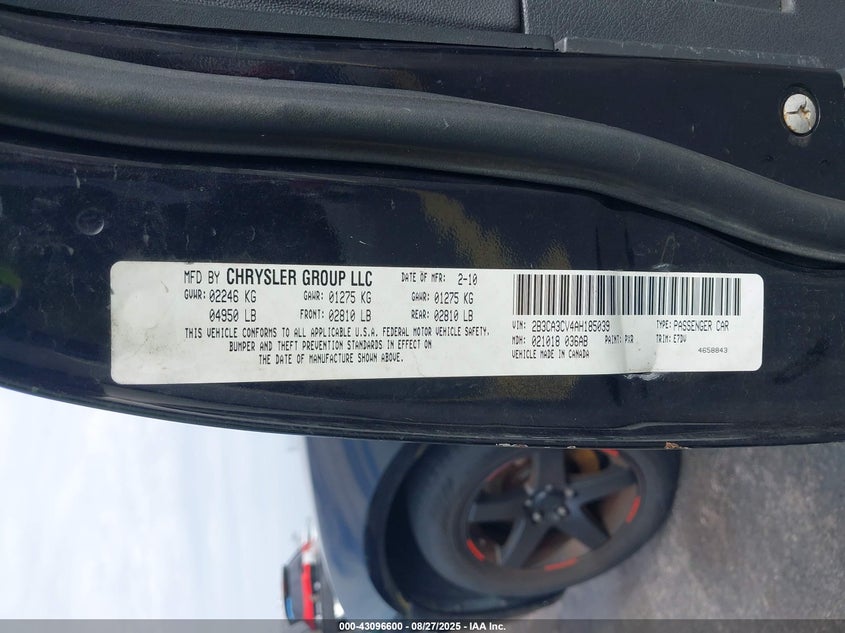 MFD BY CHRYSLER GROUP LLC DATE OF MFR: 2-10
GVWR: 02246 KG GAWR: 01275 KG GAWR: 01275 KG
04950 LB FRONT: 02810 LB REAR: 02810 LB
THIS VEHICLE CONFORMS TO ALL APPLICABLE U.S.A. FEDERAL MOTOR VEHICLE SAFETY,
BUMPER AND THEFT PREVENTION STANDARDS IN EFFECT ON
THE DATE OF MANUFACTURE SHOWN ABOVE.
VIN: 2B3CA3CV4AH185039 TYPE: PASSENGER CAR
MDH: 021018 036AB PAINT: PXR TRIM: E7DV
VEHICLE MADE IN CANADA 4658843
000-43096600 - 08/27/2025 - IAA Inc.